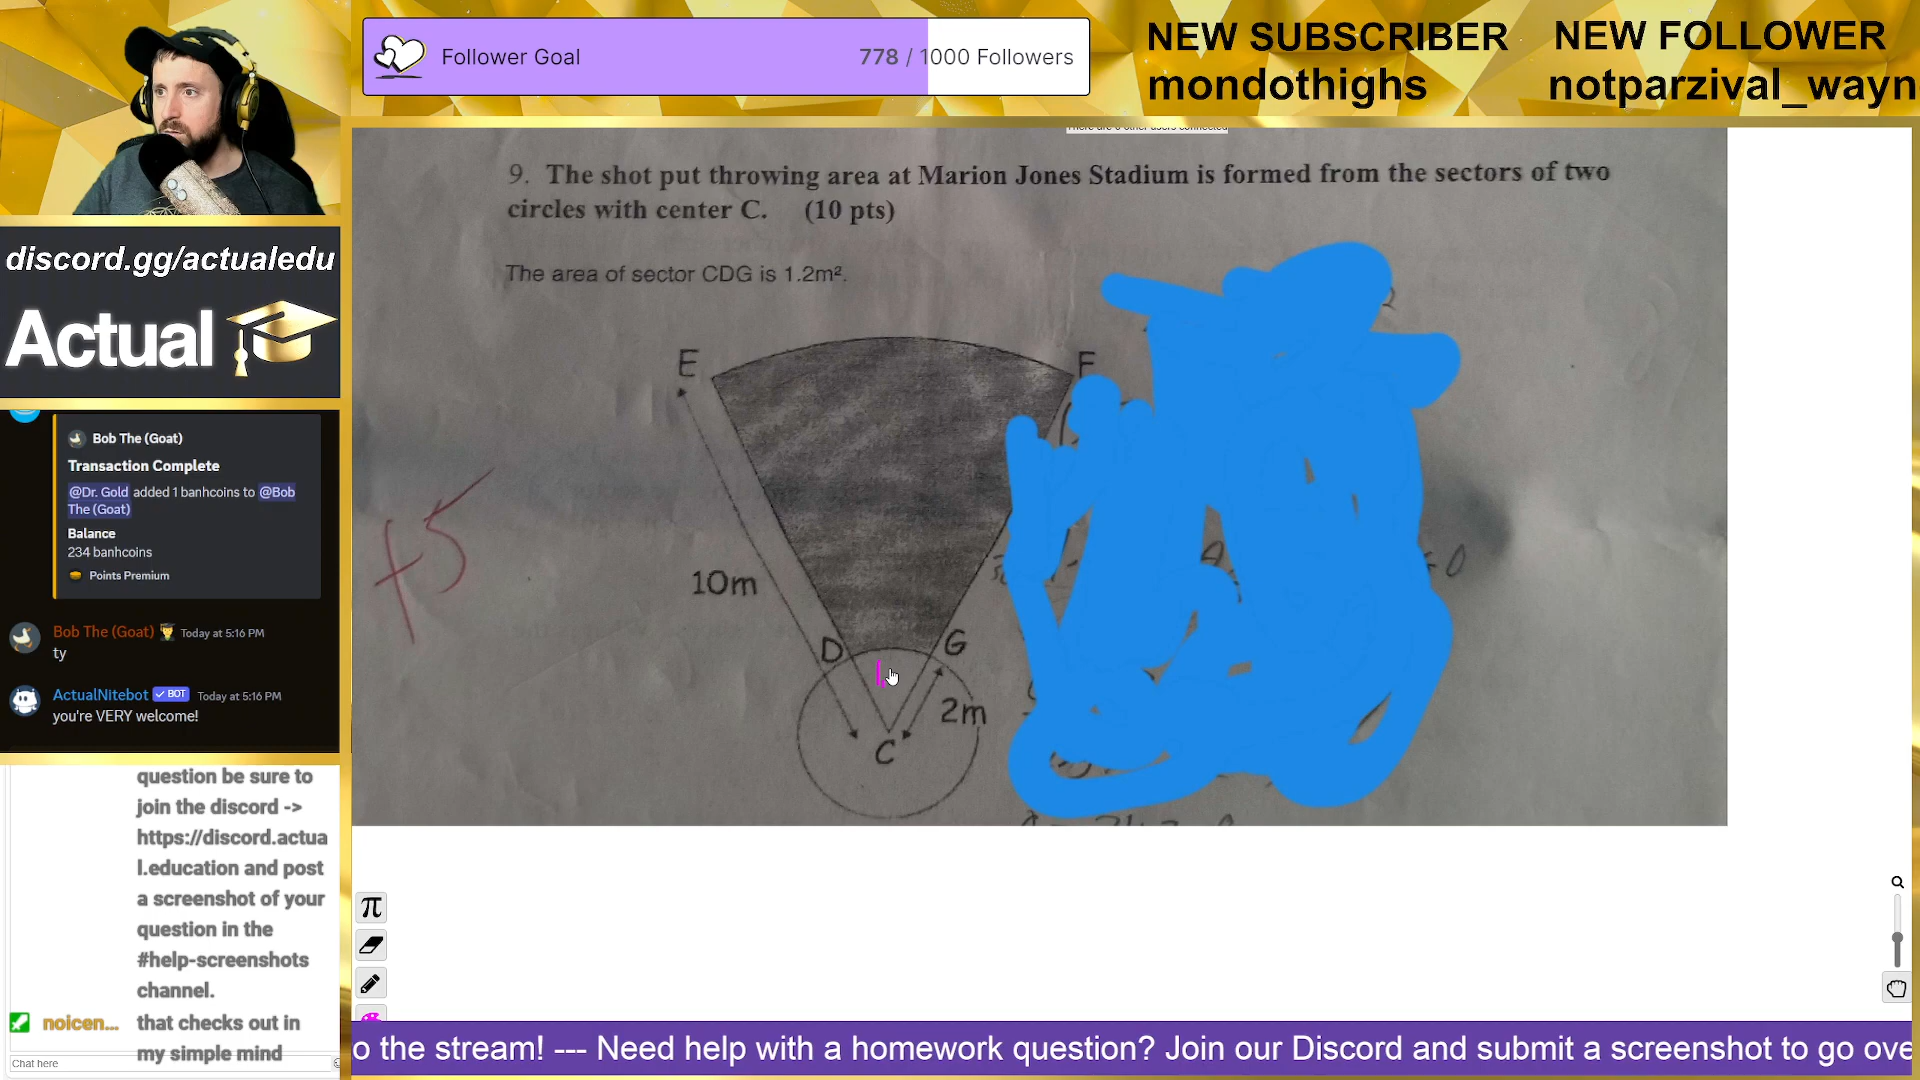 Follower Goal
778 / 1000 Followers
NEW SUBSCRIBER
mondothighs
NEW FOLLOWER
notparzival_wayn
discord.gg/actualedu
Actual
Bob The (Goat)
Transaction Complete
@Dr. Gold added 1 banhcoins to @Bob
The (Goat)
Balance
234 banhcoins
Points Premium
Bob The (Goat) Today at 5:16 PM
ty
ActualNitebot ✓ BOT Today at 5:16 PM
you're VERY welcome!
question be sure to
join the discord ->
https://discord.actua
l.education and post
a screenshot of your
question in the
#help-screenshots
channel.
noicen... that checks out in
my simple mind
Chat here
9. The shot put throwing area at Marion Jones Stadium is formed from the sectors of two
circles with center C. (10 pts)
The area of sector CDG is 1.2m².
E
F
+5
10m
D
G
2m
C
π
o the stream! --- Need help with a homework question? Join our Discord and submit a screenshot to go ove